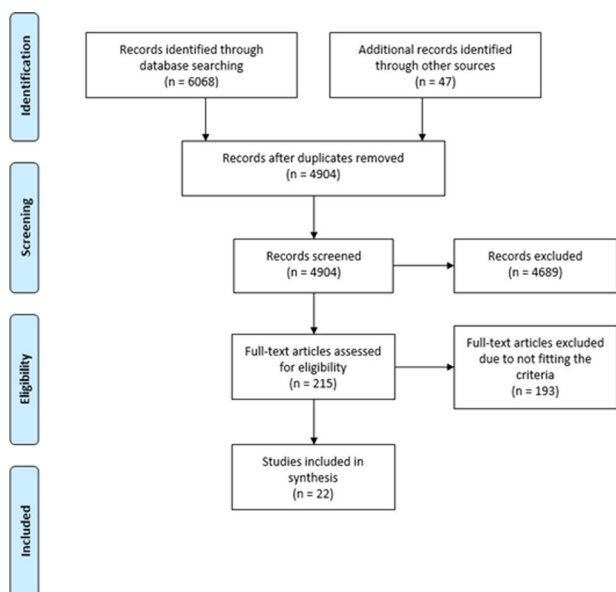 Identification
Records identified through
database searching
(n = 6068)
Additional records identified
through other sources
(n = 47)
Records after duplicates removed
(n = 4904)
Screening
Records screened
(n = 4904)
Records excluded
(n = 4689)
Eligibility
Full-text articles assessed
for eligibility
(n = 215)
Full-text articles excluded
due to not fitting the
criteria
(n = 193)
Included
Studies included in
synthesis
(n = 22)